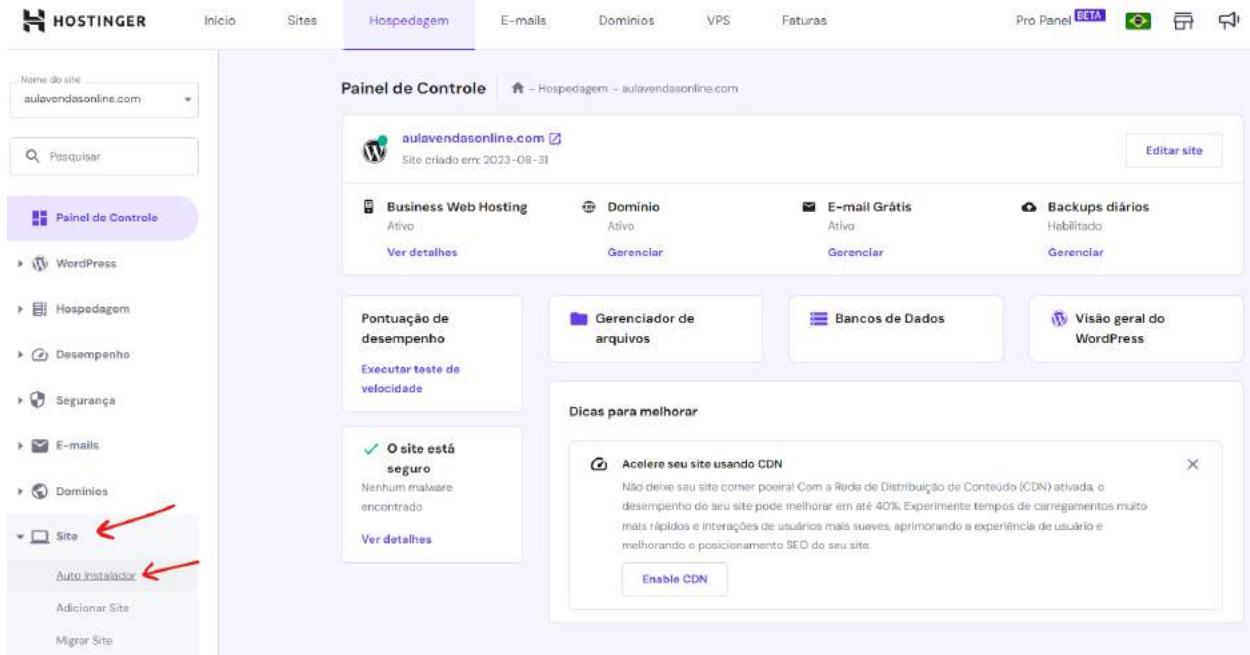 HOSTINGER
Início
Sites
Hospedagem
E-mails
Domínios
VPS
Faturas
Pro Panel BETA
Nome do site
aulavendasonline.com
Pesquisar
Painel de Controle
WordPress
Hospedagem
Desempenho
Segurança
E-mails
Domínios
Site
Auto Instalador
Adicionar Site
Migrar Site
Painel de Controle
– Hospedagem – aulavendasonline.com
aulavendasonline.com
Site criado em: 2023-08-31
Editar site
Business Web Hosting
Ativo
Ver detalhes
Domínio
Ativo
Gerenciar
E-mail Grátis
Ativo
Gerenciar
Backups diários
Habilitado
Gerenciar
Pontuação de
desempenho
Executar teste de
velocidade
Gerenciador de
arquivos
Bancos de Dados
Visão geral do
WordPress
O site está
seguro
Nenhum malware
encontrado
Ver detalhes
Dicas para melhorar
Acelere seu site usando CDN
Não deixe seu site comer poeira! Com a Rede de Distribuição de Conteúdo (CDN) ativada, o
desempenho do seu site pode melhorar em até 40%. Experimente tempos de carregamentos muito
mais rápidos e interações de usuários mais suaves, aprimorando a experiência de usuário e
melhorando o posicionamento SEO do seu site.
Enable CDN